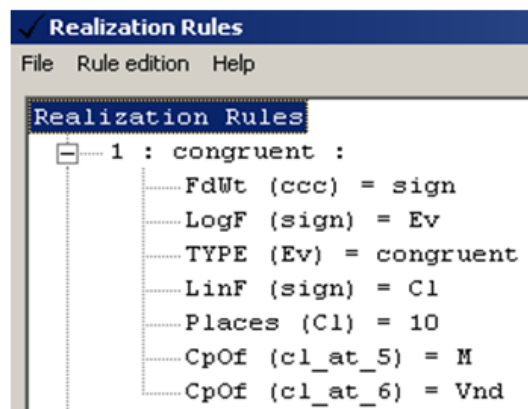 Realization Rules
File Rule edition Help
Realization Rules
1 : congruent :
FdWt (ccc) = sign
LogF (sign) = Ev
TYPE (Ev) = congruent
LinF (sign) = Cl
Places (Cl) = 10
CpOf (cl_at_5) = M
CpOf (cl_at_6) = Vnd